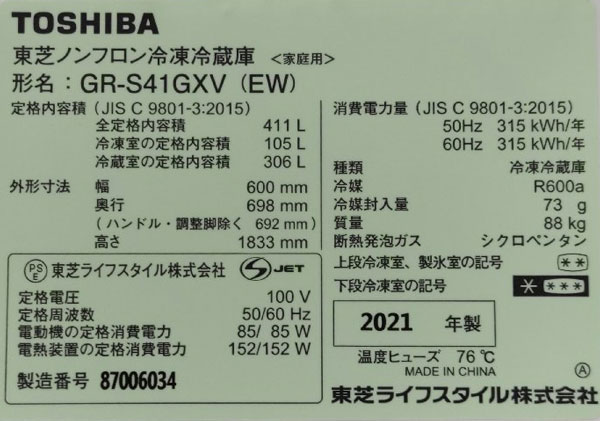 TOSHIBA
東芝ノンフロン冷凍冷蔵庫 <家庭用>
形名：GR-S41GXV (EW)
定格内容積 (JIS C 9801-3:2015)
全定格内容積 411 L
冷凍室の定格内容積 105 L
冷蔵室の定格内容積 306 L
外形寸法 幅 600 mm
奥行 698 mm
(ハンドル・調整脚除く 692 mm)
高さ 1833 mm
PS
E
東芝ライフスタイル株式会社 S JET
定格電圧 100 V
定格周波数 50/60 Hz
電動機の定格消費電力 85/ 85 W
電熱装置の定格消費電力 152/152 W
製造番号 87006034
消費電力量 (JIS C 9801-3:2015)
50Hz 315 kWh/年
60Hz 315 kWh/年
種類 冷凍冷蔵庫
冷媒 R600a
冷媒封入量 73 g
質量 88 kg
断熱発泡ガス シクロペンタン
上段冷凍室、製氷室の記号 **
下段冷凍室の記号 * ***
2021 年製
温度ヒューズ 76 ℃
MADE IN CHINA
Ⓐ
東芝ライフスタイル株式会社